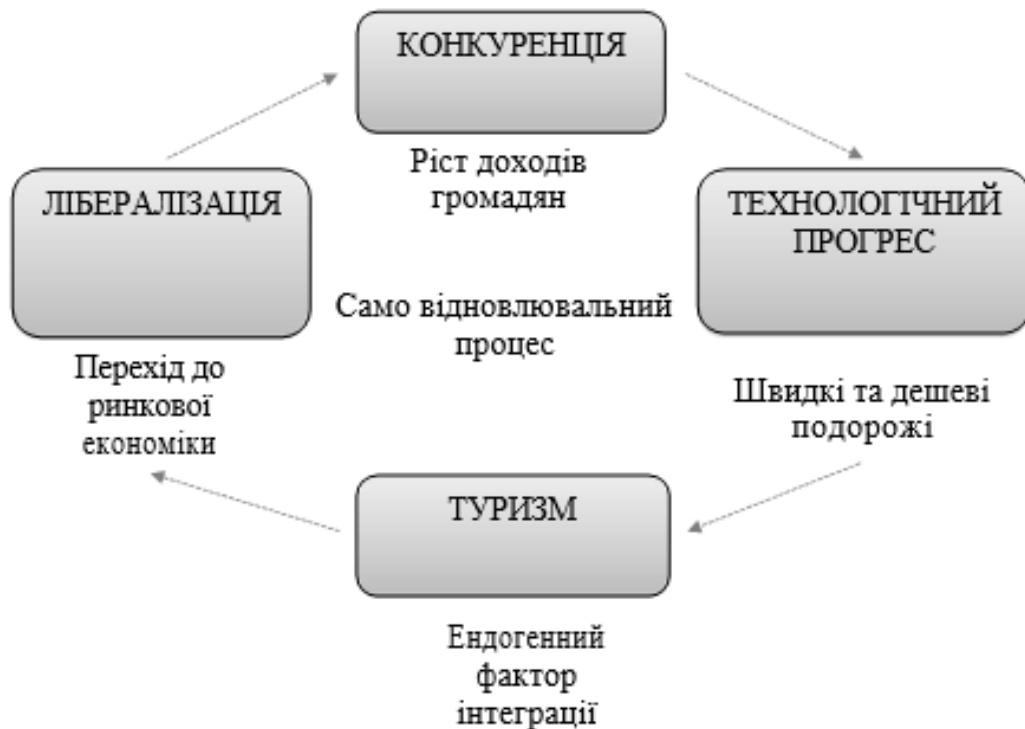 КОНКУРЕНЦІЯ
Ріст доходів
громадян
ЛІБЕРАЛІЗАЦІЯ
ТЕХНОЛОГІЧНИЙ
ПРОГРЕС
Само відновлювальний
процес
Перехід до
ринкової
економіки
Швидкі та дешеві
подорожі
ТУРИЗМ
Ендогенний
фактор
інтеграції